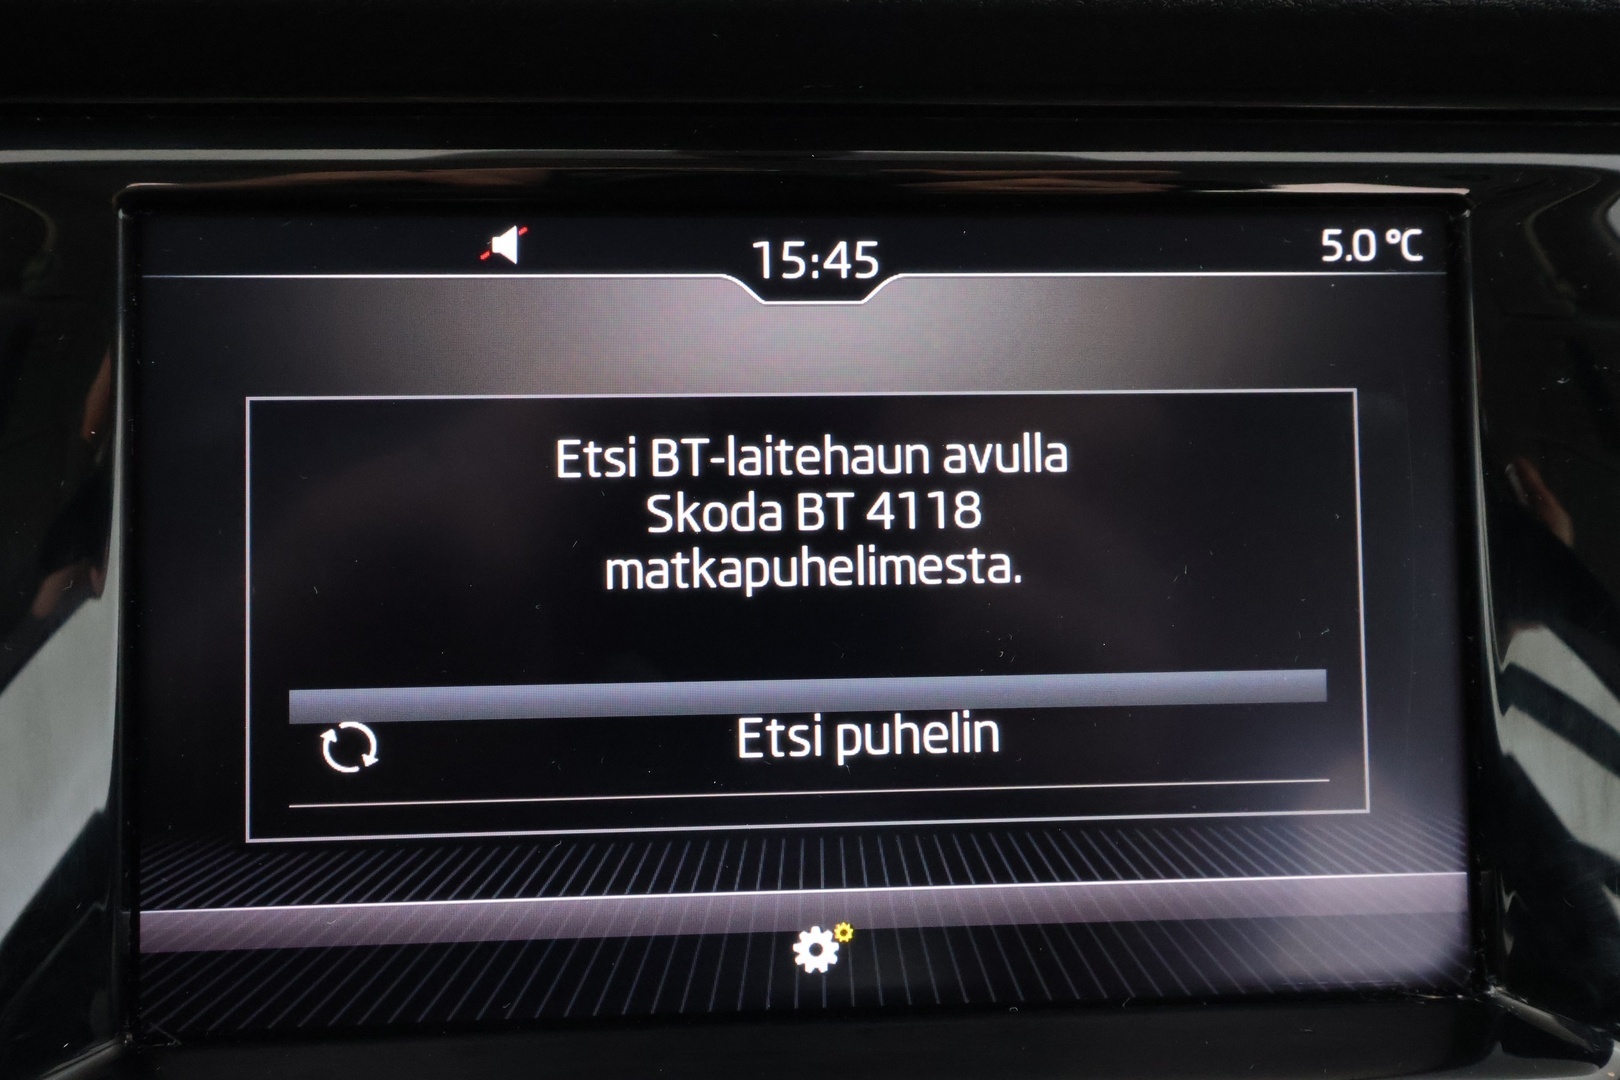 15:45
5.0 °C
Etsi BT-laitehaun avulla
Skoda BT 4118
matkapuhelimesta.
Etsi puhelin